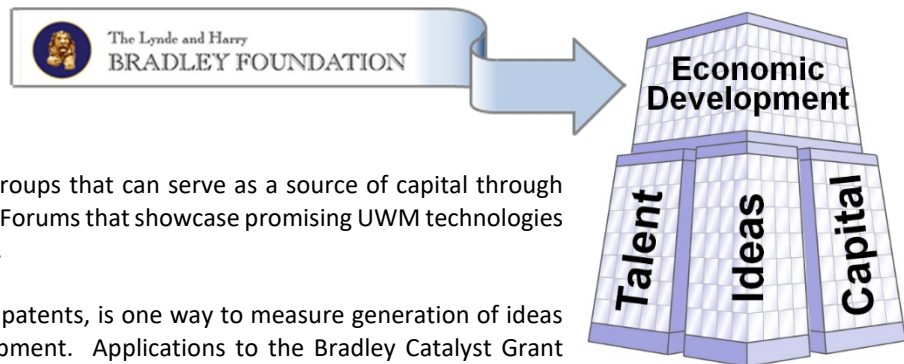 The Lynde and Harry
BRADLEY FOUNDATION
Economic
Development
Talent
Ideas
Capital
roups that can serve as a source of capital through
Forums that showcase promising UWM technologies
patents, is one way to measure generation of ideas
pment. Applications to the Bradley Catalyst Grant